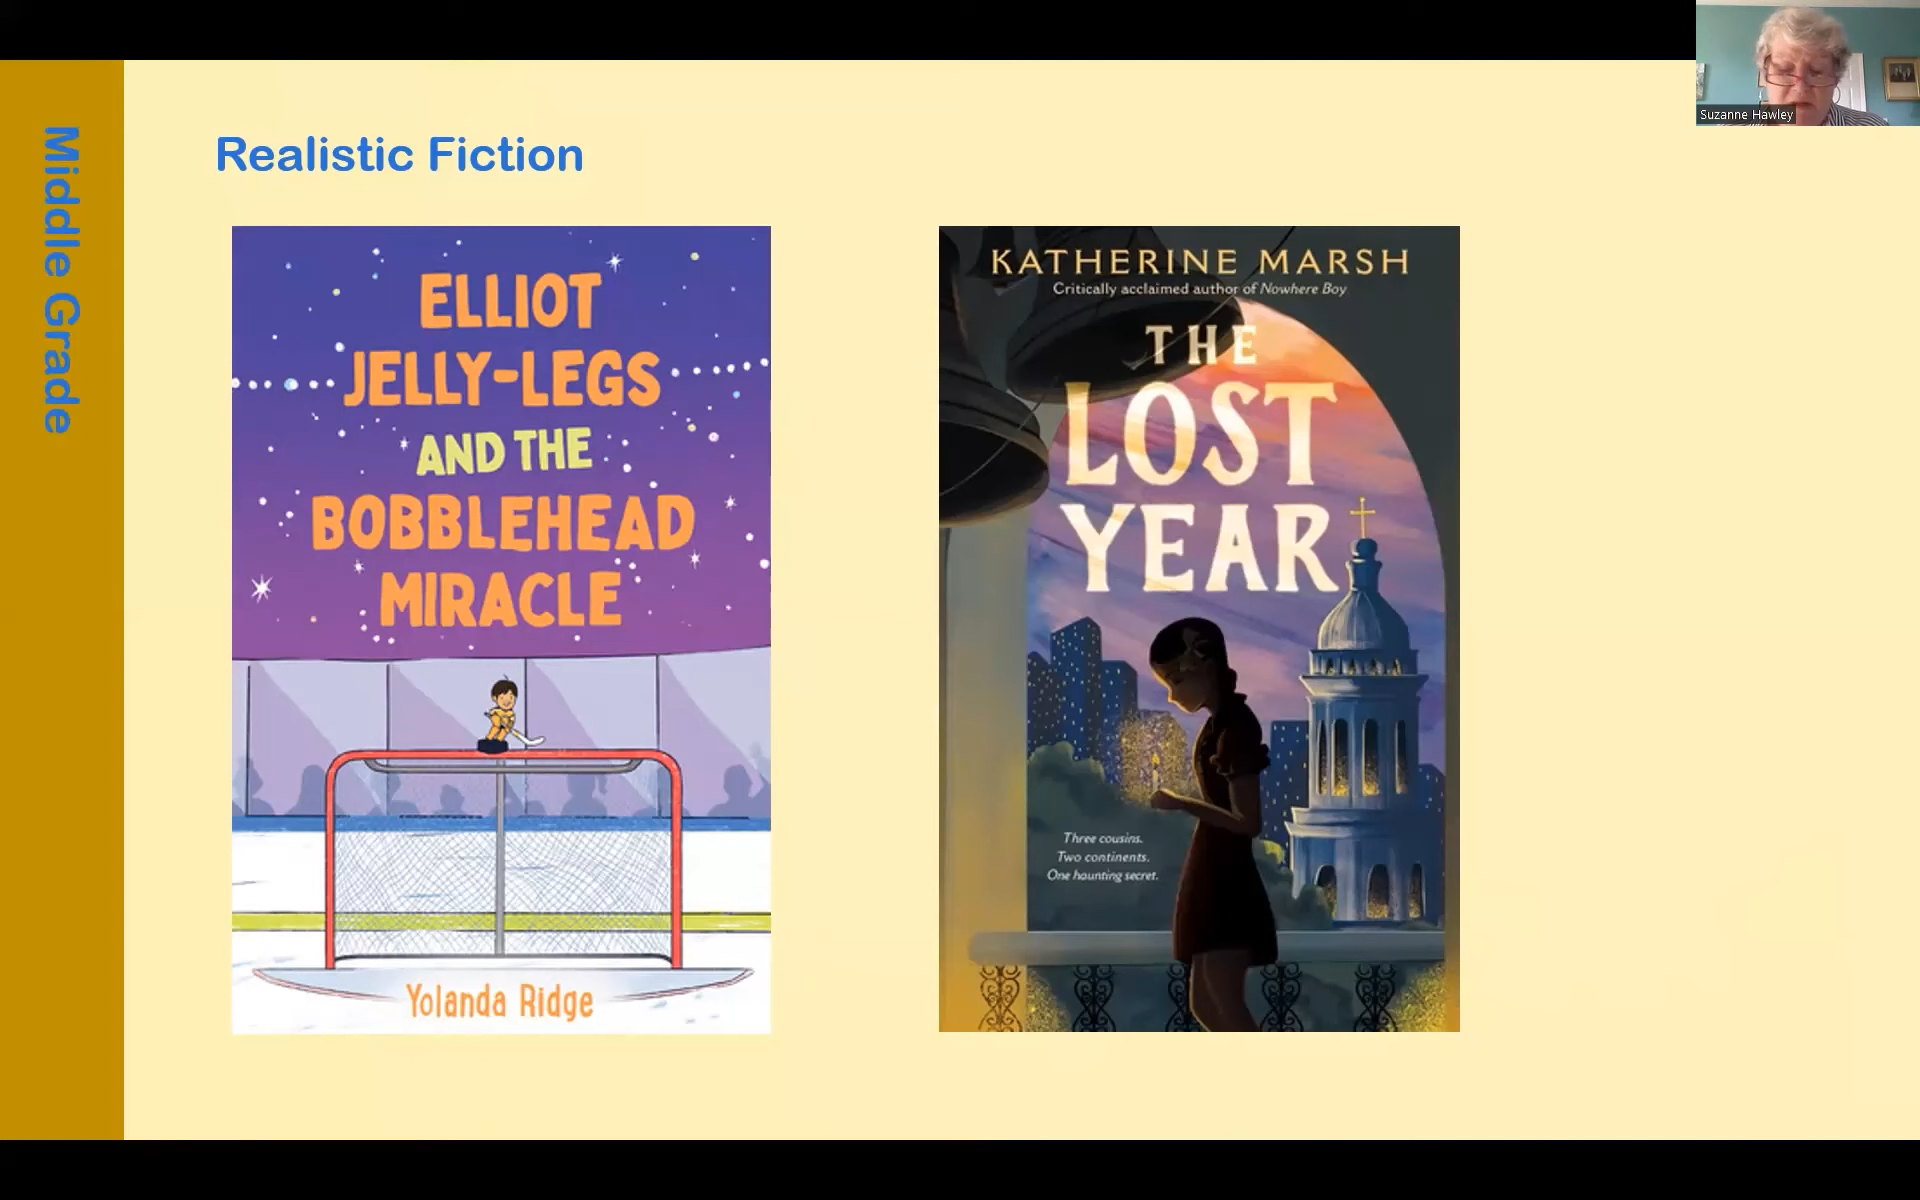 Suzanne Hawley
Middle Grade
Realistic Fiction
ELLIOT
JELLY-LEGS
AND THE
BOBBLEHEAD
MIRACLE
Yolanda Ridge
KATHERINE MARSH
Critically acclaimed author of Nowhere Boy
THE
LOST
YEAR
Three cousins.
Two continents.
One haunting secret.